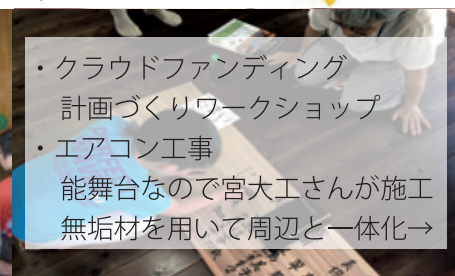 ・クラウドファンディング
計画づくりワークショップ
・エアコン工事
能舞台なので宮大工さんが施工
無垢材を用いて周辺と一体化→